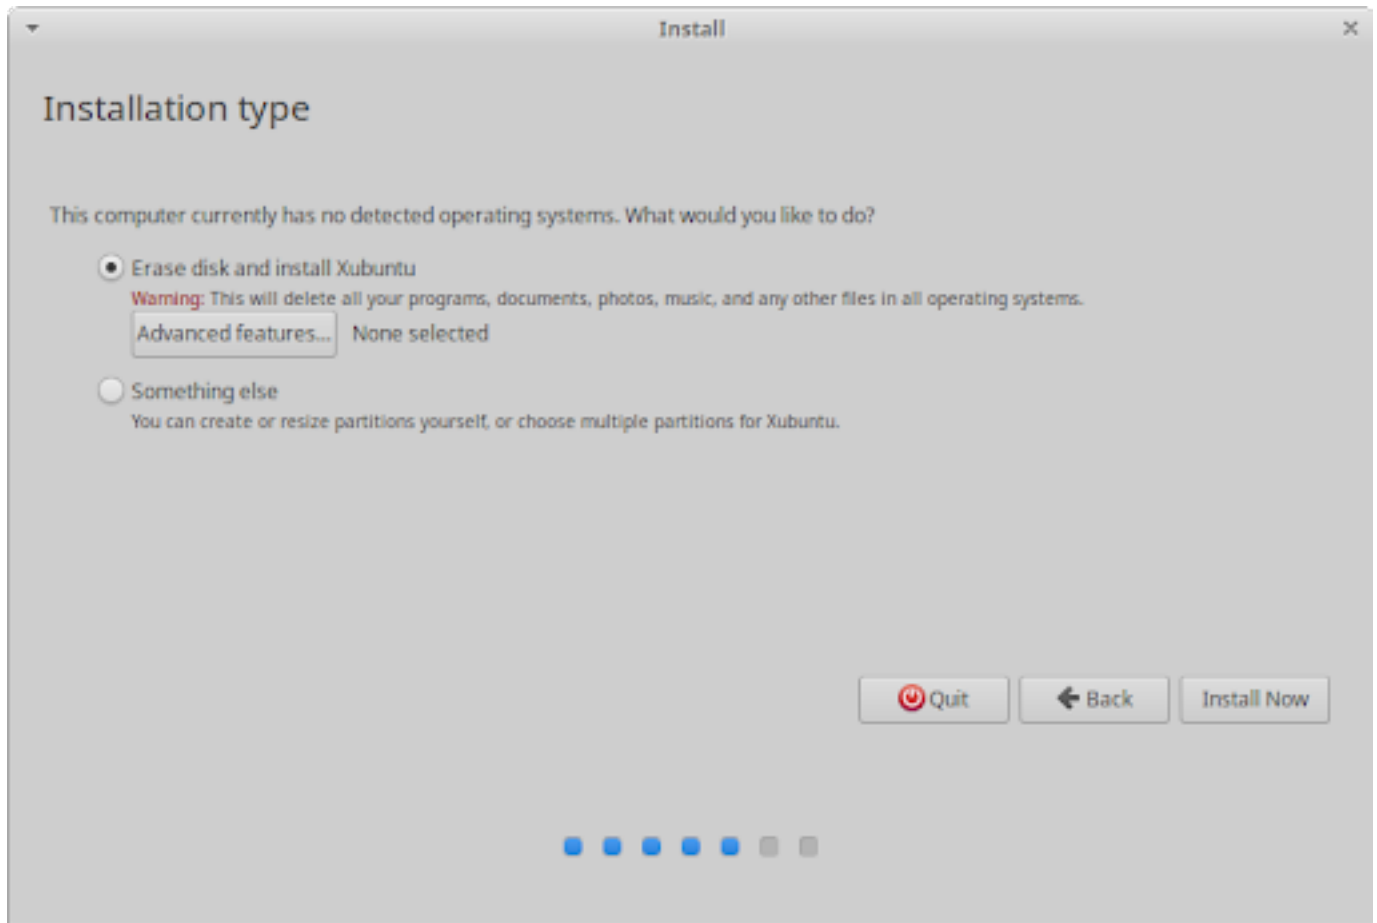 Install
Installation type
This computer currently has no detected operating systems. What would you like to do?
Erase disk and install Xubuntu
Warning: This will delete all your programs, documents, photos, music, and any other files in all operating systems.
Advanced features... None selected
Something else
You can create or resize partitions yourself, or choose multiple partitions for Xubuntu.
Quit Back Install Now